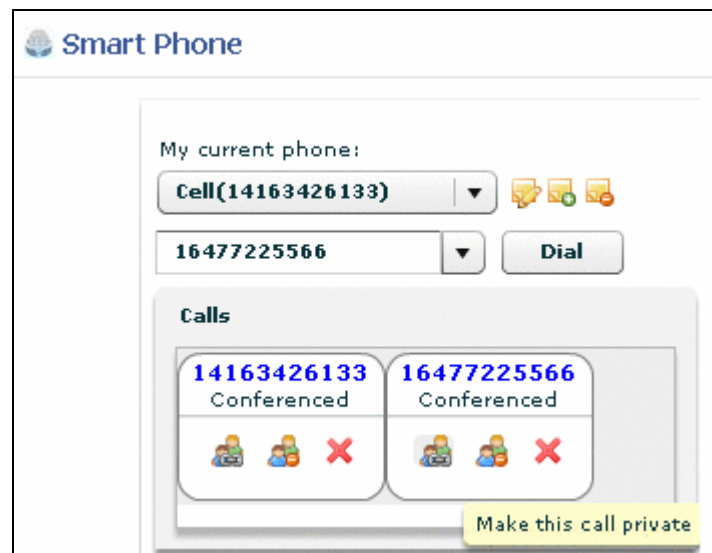 Smart Phone
My current phone:
Cell(14163426133)
16477225566
Dial
Calls
14163426133 16477225566
Conferenced Conferenced
Make this call private